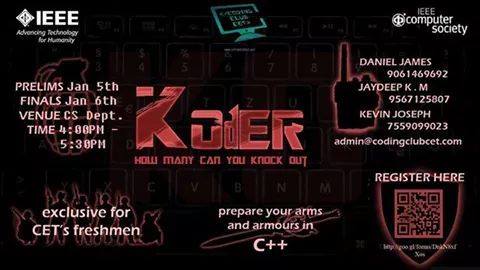 IEEE
Advancing Technology
for Humanity
CODING
CLUB
CETX
IEEE
computer
society
PRELIMS Jan 5th
FINALS Jan 6th
VENUE CS Dept.
TIME 4:00PM -
5:30PM
DANIEL JAMES
9061469692
JAYDEEP K . M
9567125807
KEVIN JOSEPH
7559099023
admin@codingclubcet.com
KODER
HOW MANY CAN YOU KNOCK OUT
REGISTER HERE
exclusive for
CET's freshmen
prepare your arms
and armours in
C++